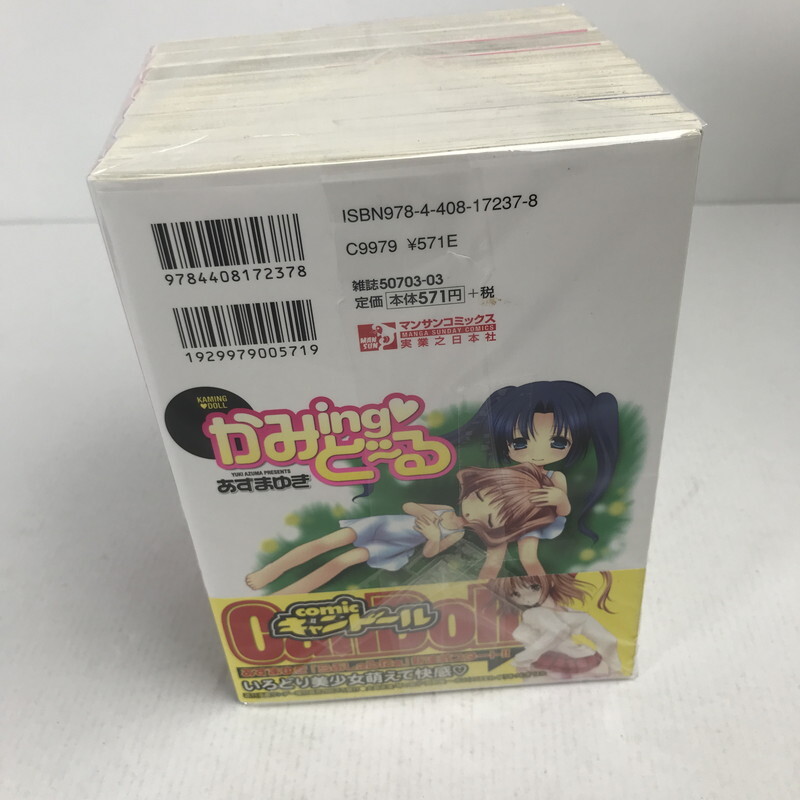 ISBN978-4-408-17237-8
C9979 ¥571E
9784408172378
雑誌50703-03
定価 本体571円 +税
1929979005719
MAN SUN
マンサンコミックス
MANGA SUNDAY COMICS
実業之日本社
KAMING
♥DOLL
かみing♥
ど〜る
YUKI AZUMA PRESENTS
あずまゆき
comic
CanDoll
キャンドール
いろどり美少女萌えて快感♡